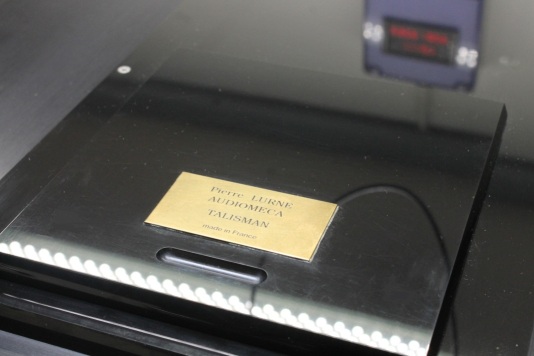 Pierre LURNE
AUDIOMECA
TALISMAN
made in France